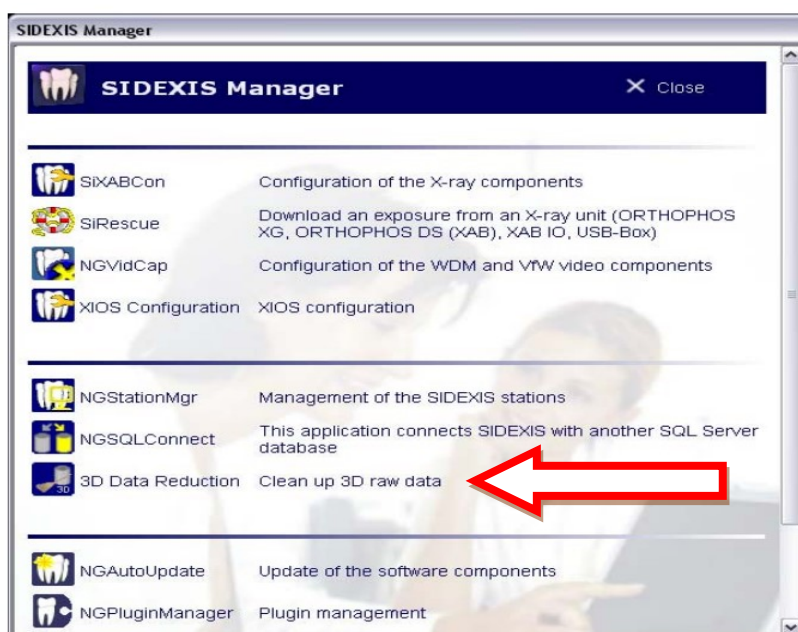 SIDEXIS Manager
SIDEXIS Manager
Close
SiXABCon Configuration of the X-ray components
SiRescue Download an exposure from an X-ray unit (ORTHOPHOS
XG, ORTHOPHOS DS (XAB), XAB IO, USB-Box)
NGVidCap Configuration of the WDM and VfW video components
XIOS Configuration XIOS configuration
NGStationMgr Management of the SIDEXIS stations
NGSQLConnect This application connects SIDEXIS with another SQL Server
database
3D
3D Data Reduction Clean up 3D raw data
NGAutoUpdate Update of the software components
NGPluginManager Plugin management